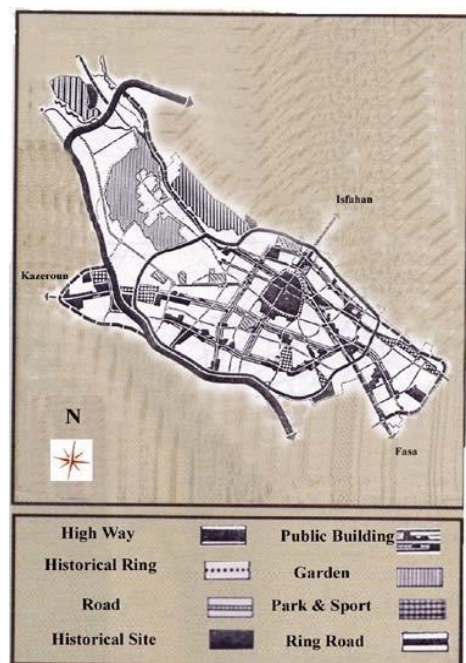 Isfahan
Kazeroun
N
Fasa
High Way
Public Building
Historical Ring
Garden
Road
Park & Sport
Historical Site
Ring Road